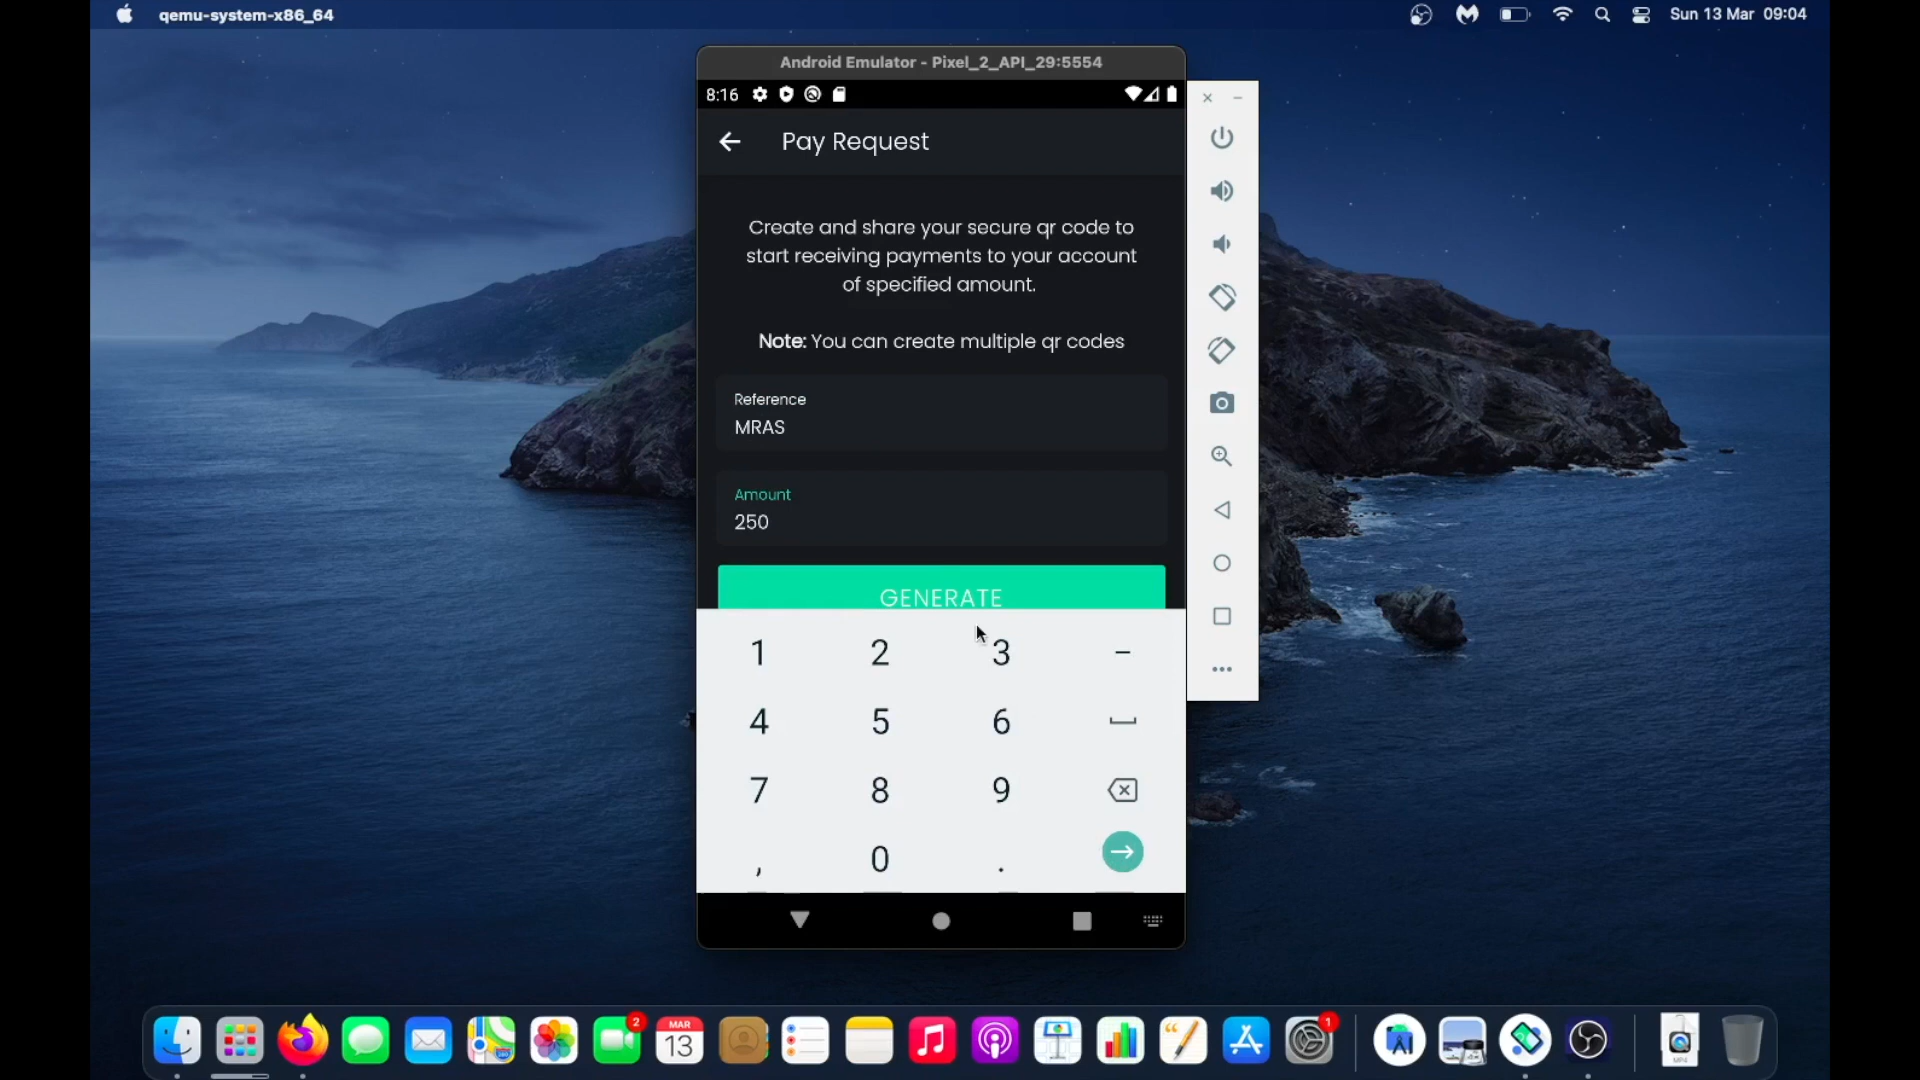 qemu-system-x86_64
Sun 13 Mar 09:04
Android Emulator - Pixel_2_API_29:5554
8:16
Pay Request
Create and share your secure qr code to
start receiving payments to your account
of specified amount.
Note: You can create multiple qr codes
Reference
MRAS
Amount
250
GENERATE
1 2 3 –
4 5 6
7 8 9
, 0 .
2
MAR
13
1
MP4